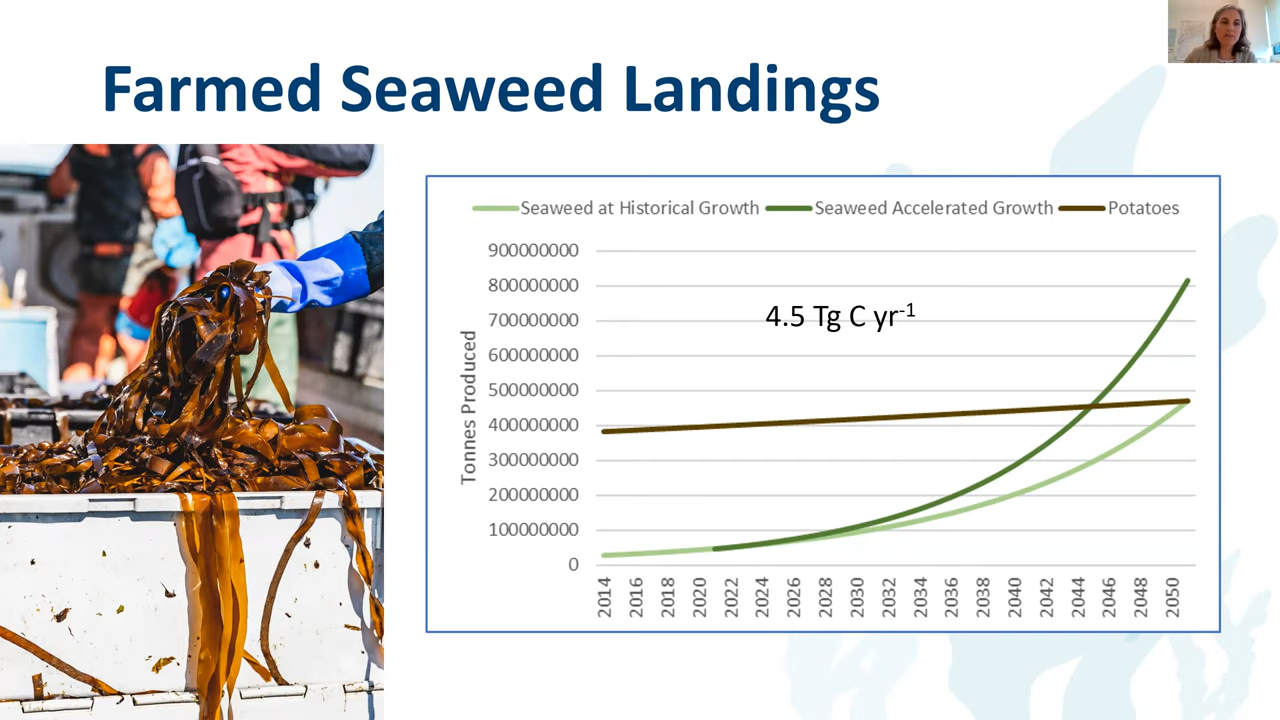 Farmed Seaweed Landings
Seaweed at Historical Growth Seaweed Accelerated Growth Potatoes
Tonnes Produced
900000000
800000000
700000000
600000000
500000000
400000000
300000000
200000000
100000000
0
4.5 Tg C yr-1
2014 2016 2018 2020 2022 2024 2026 2028 2030 2032 2034 2036 2038 2040 2042 2044 2046 2048 2050